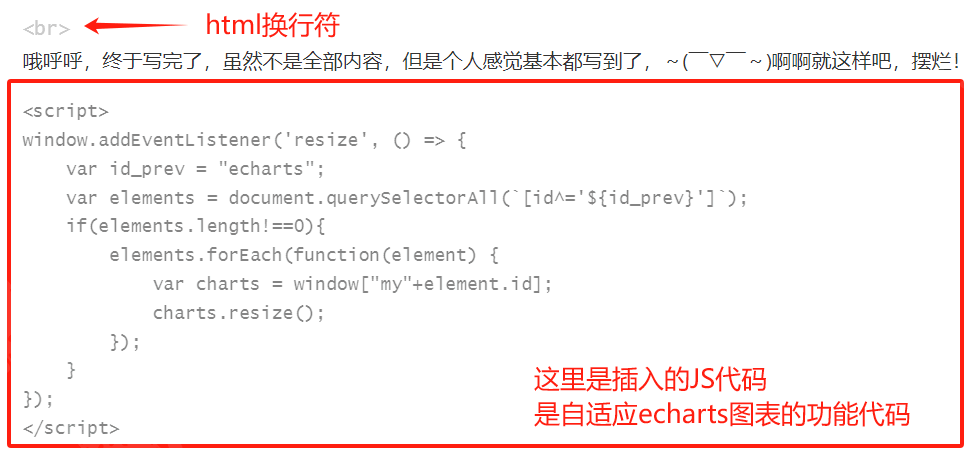 <br>
html换行符
哦呼呼，终于写完了，虽然不是全部内容，但是个人感觉基本都写到了，~(￣▽￣~)啊啊就这样吧，摆烂！
<script>
window.addEventListener('resize', () => {
    var id_prev = "echarts";
    var elements = document.querySelectorAll(`[id^='${id_prev}']`);
    if(elements.length!==0){
        elements.forEach(function(element) {
            var charts = window["my"+element.id];
            charts.resize();
        });
    }
});
</script>
这里是插入的JS代码
是自适应echarts图表的功能代码